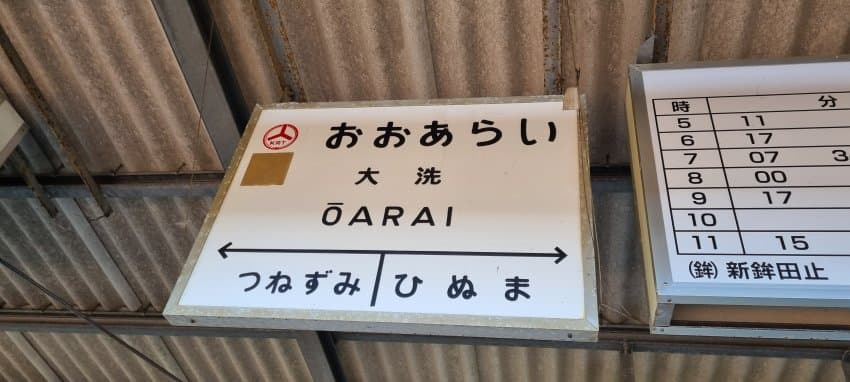 KRT
おおあらい
大洗
ŌARAI
つねずみ ひぬま
時 分
5 11
6 17
7 07 3
8 00
9 17
10
11 15
(鉾) 新鉾田止